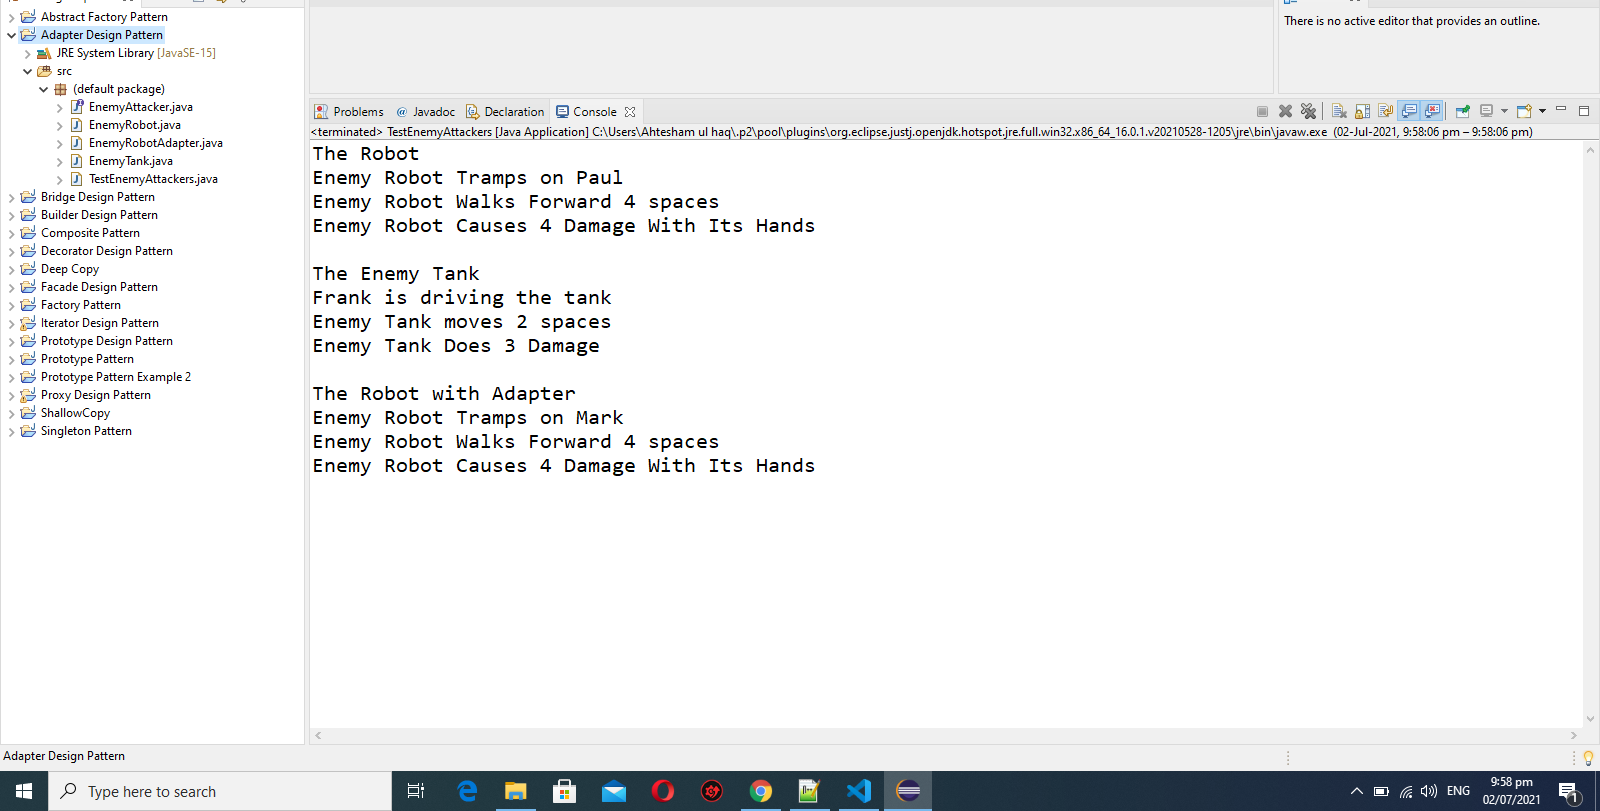 Abstract Factory Pattern
Adapter Design Pattern
JRE System Library [JavaSE-15]
src
(default package)
EnemyAttacker.java
EnemyRobot.java
EnemyRobotAdapter.java
EnemyTank.java
TestEnemyAttackers.java
Bridge Design Pattern
Builder Design Pattern
Composite Pattern
Decorator Design Pattern
Deep Copy
Facade Design Pattern
Factory Pattern
Iterator Design Pattern
Prototype Design Pattern
Prototype Pattern
Prototype Pattern Example 2
Proxy Design Pattern
ShallowCopy
Singleton Pattern
There is no active editor that provides an outline.
Problems @ Javadoc Declaration Console
<terminated> TestEnemyAttackers [Java Application] C:\Users\Ahtesham ul haq\.p2\pool\plugins\org.eclipse.justj.openjdk.hotspot.jre.full.win32.x86_64_16.0.1.v20210528-1205\jre\bin\javaw.exe (02-Jul-2021, 9:58:06 pm – 9:58:06 pm)
The Robot
Enemy Robot Tramps on Paul
Enemy Robot Walks Forward 4 spaces
Enemy Robot Causes 4 Damage With Its Hands
The Enemy Tank
Frank is driving the tank
Enemy Tank moves 2 spaces
Enemy Tank Does 3 Damage
The Robot with Adapter
Enemy Robot Tramps on Mark
Enemy Robot Walks Forward 4 spaces
Enemy Robot Causes 4 Damage With Its Hands
Adapter Design Pattern
Type here to search
ENG
9:58 pm
02/07/2021
1